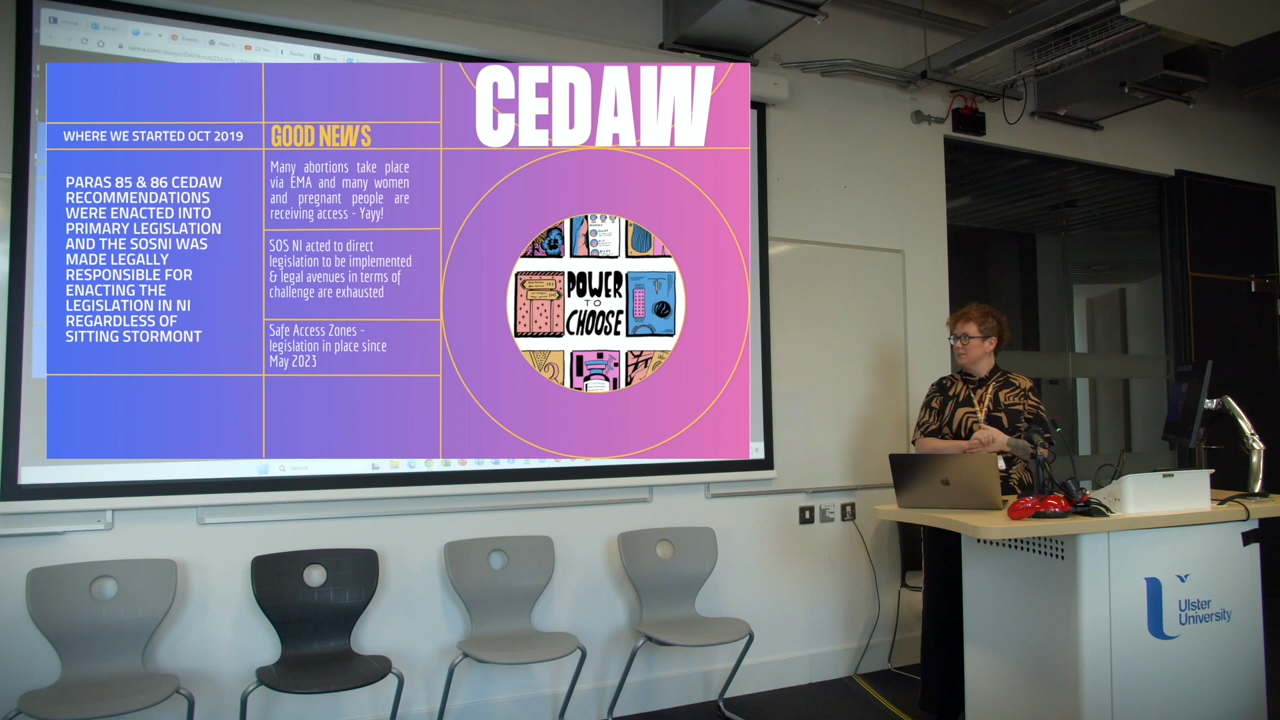 CEDAW
WHERE WE STARTED OCT 2019
GOOD NEWS
PARAS 85 & 86 CEDAW
RECOMMENDATIONS
WERE ENACTED INTO
PRIMARY LEGISLATION
AND THE SOSNI WAS
MADE LEGALLY
RESPONSIBLE FOR
ENACTING THE
LEGISLATION IN NI
REGARDLESS OF
SITTING STORMONT
Many abortions take place
via EMA and many women
and pregnant people are
receiving access - Yayy!
SOS NI acted to direct
legislation to be implemented
& legal avenues in terms of
challenge are exhausted
Safe Access Zones -
legislation in place since
May 2023
POWER
TO
CHOOSE
Search
Ulster
University